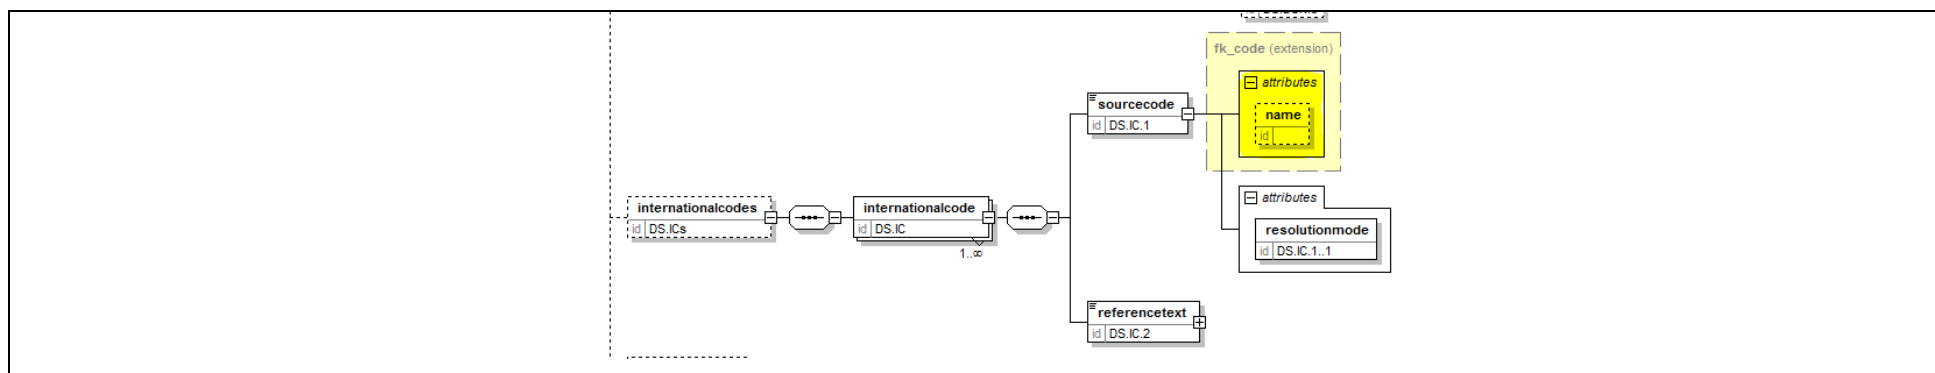 fk_code (extension)
attributes
name
id
sourcecode
id DS.IC.1
attributes
resolutionmode
id DS.IC.1..1
internationalcodes
id DS.ICs
internationalcode
id DS.IC
1..∞
referencetext
id DS.IC.2